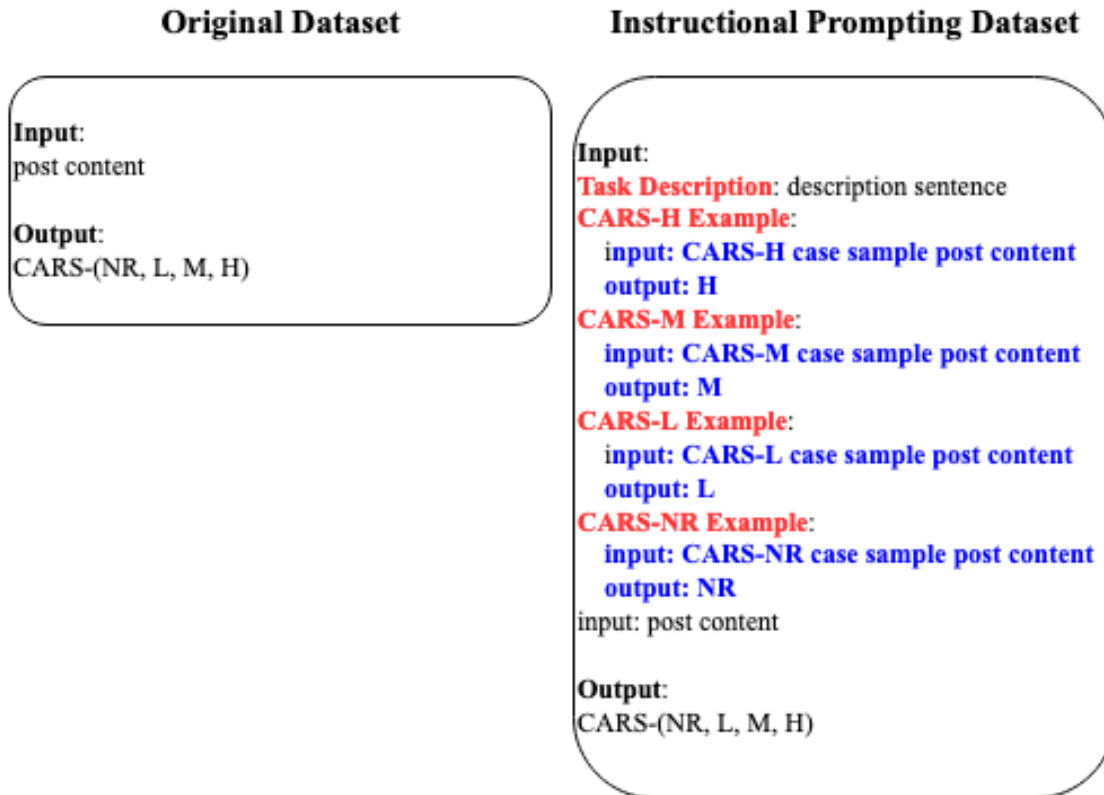 Original Dataset
Input:
post content
Output:
CARS-(NR, L, M, H)
Instructional Prompting Dataset
Input:
Task Description: description sentence
CARS-H Example:
input: CARS-H case sample post content
output: H
CARS-M Example:
input: CARS-M case sample post content
output: M
CARS-L Example:
input: CARS-L case sample post content
output: L
CARS-NR Example:
input: CARS-NR case sample post content
output: NR
input: post content
Output:
CARS-(NR, L, M, H)